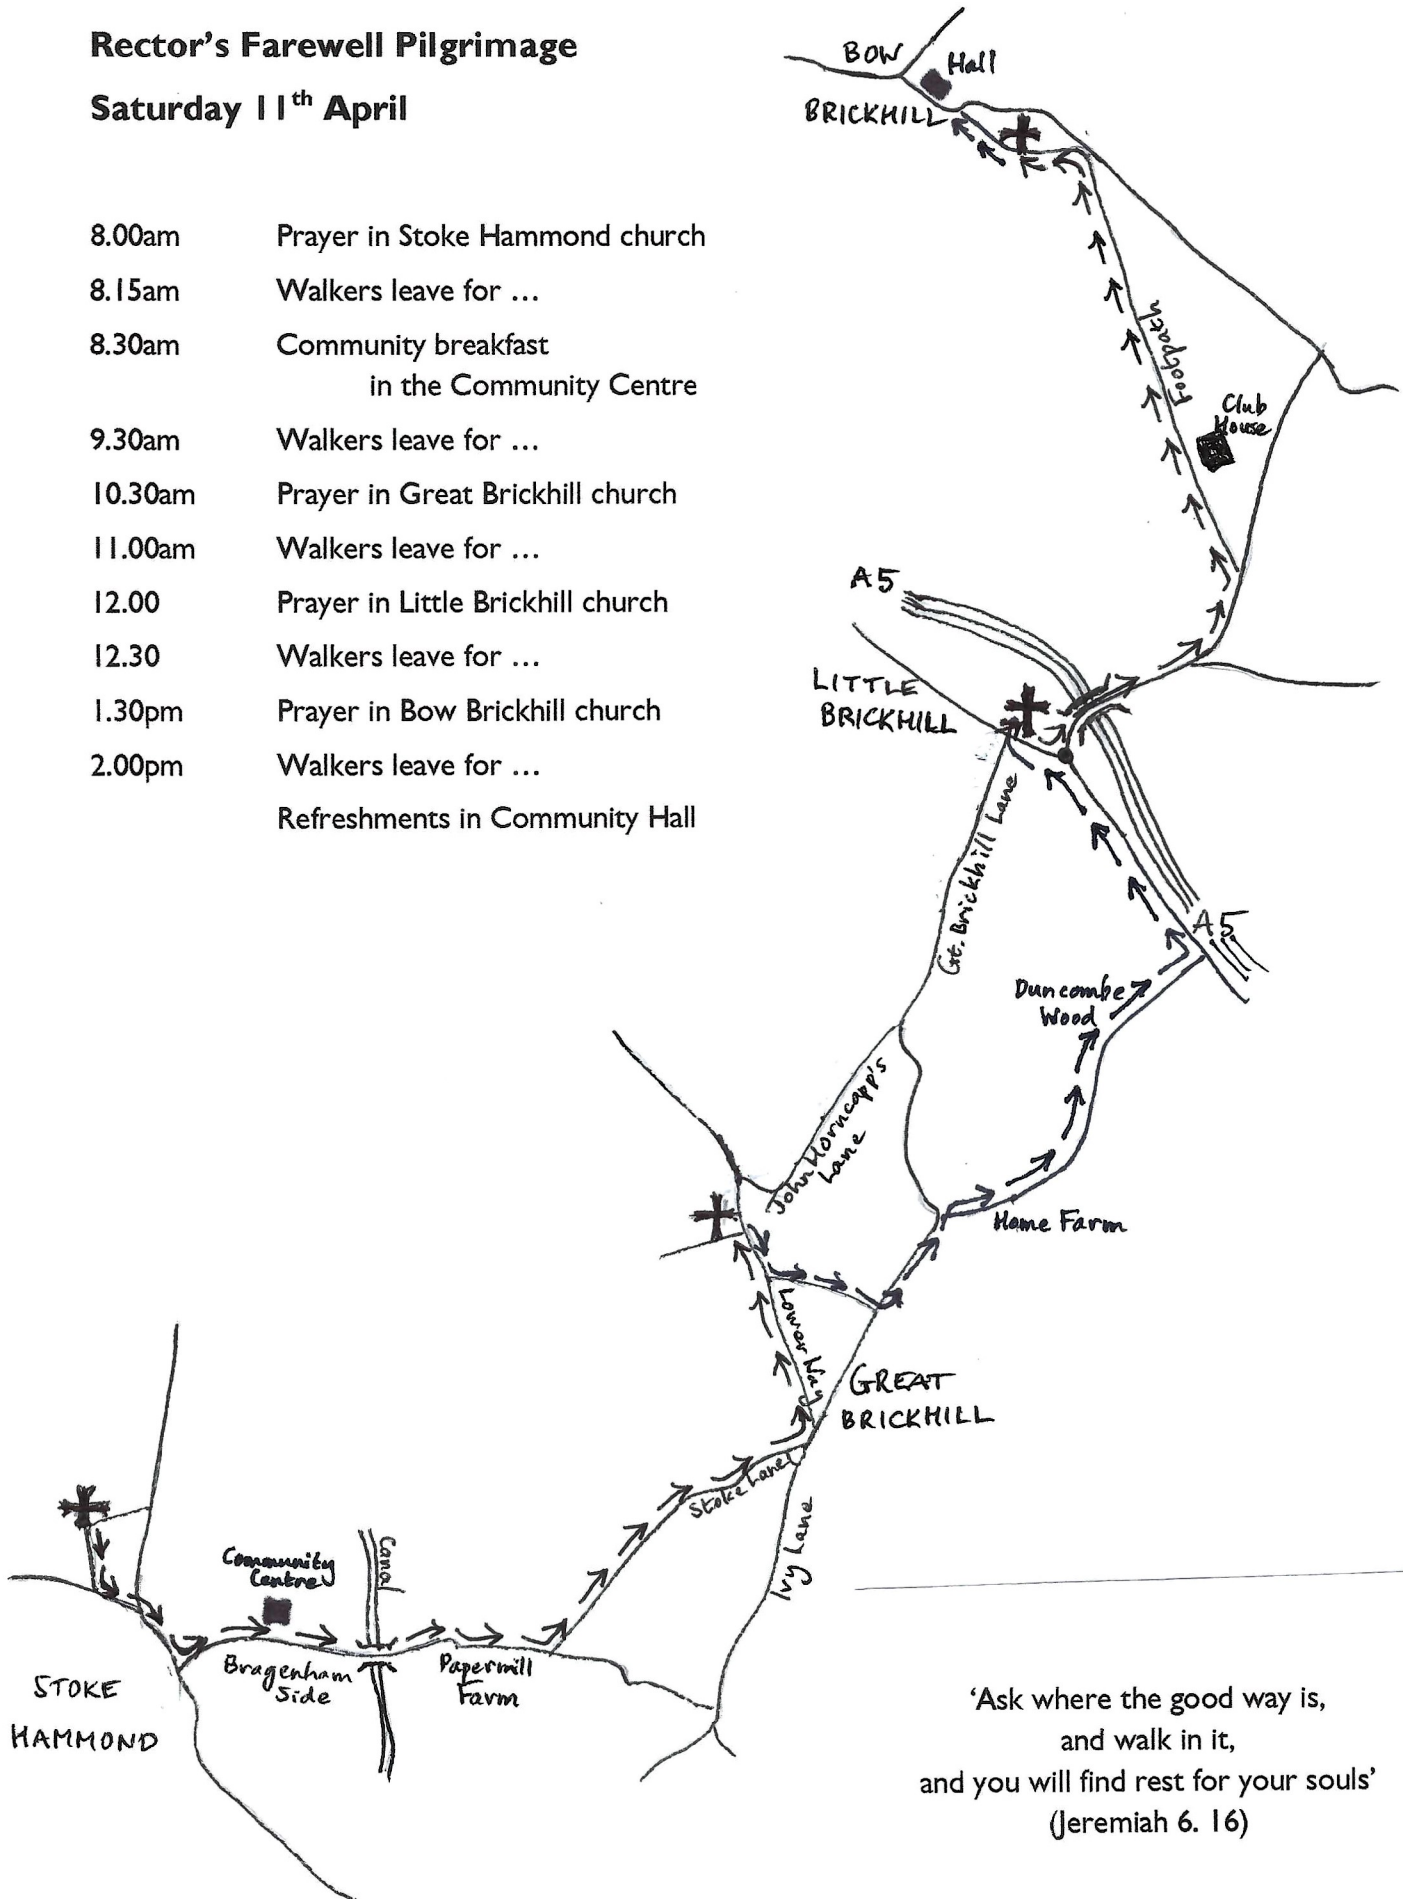 Rector's Farewell Pilgrimage
Saturday 11th April
8.00am Prayer in Stoke Hammond church
8.15am Walkers leave for ...
8.30am Community breakfast
in the Community Centre
9.30am Walkers leave for ...
10.30am Prayer in Great Brickhill church
11.00am Walkers leave for ...
12.00 Prayer in Little Brickhill church
12.30 Walkers leave for ...
1.30pm Prayer in Bow Brickhill church
2.00pm Walkers leave for ...
Refreshments in Community Hall
BOW
BRICKHILL
Hall
Footpath
Club
House
A5
LITTLE
BRICKHILL
Gt. Brickhill Lane
A5
Duncombe
Wood
John Horncapp's
Lane
Home Farm
Lower Way
GREAT
BRICKHILL
Stoke Lane
Ivy Lane
Community
Centre
Canal
Bragenham
Side
Papermill
Farm
STOKE
HAMMOND
'Ask where the good way is,
and walk in it,
and you will find rest for your souls'
(Jeremiah 6. 16)